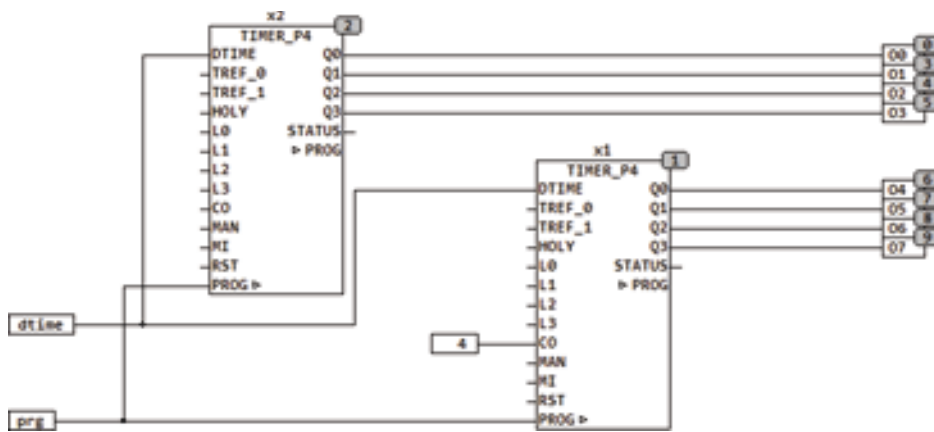 x2
2
TIMER_P4
DTIME Q0
TREF_0 Q1
TREF_1 Q2
HOLY Q3
L0 STATUS
L1 ▷ PROG
L2
L3
CO
MAN
MI
RST
PROG ▷
O0 0
O1 3
O2 4
O3 5
x1
1
TIMER_P4
DTIME Q0
TREF_0 Q1
TREF_1 Q2
HOLY Q3
L0 STATUS
L1 ▷ PROG
L2
L3
CO
MAN
MI
RST
PROG ▷
O4 6
O5 7
O6 8
O7 9
dtime
4
prg